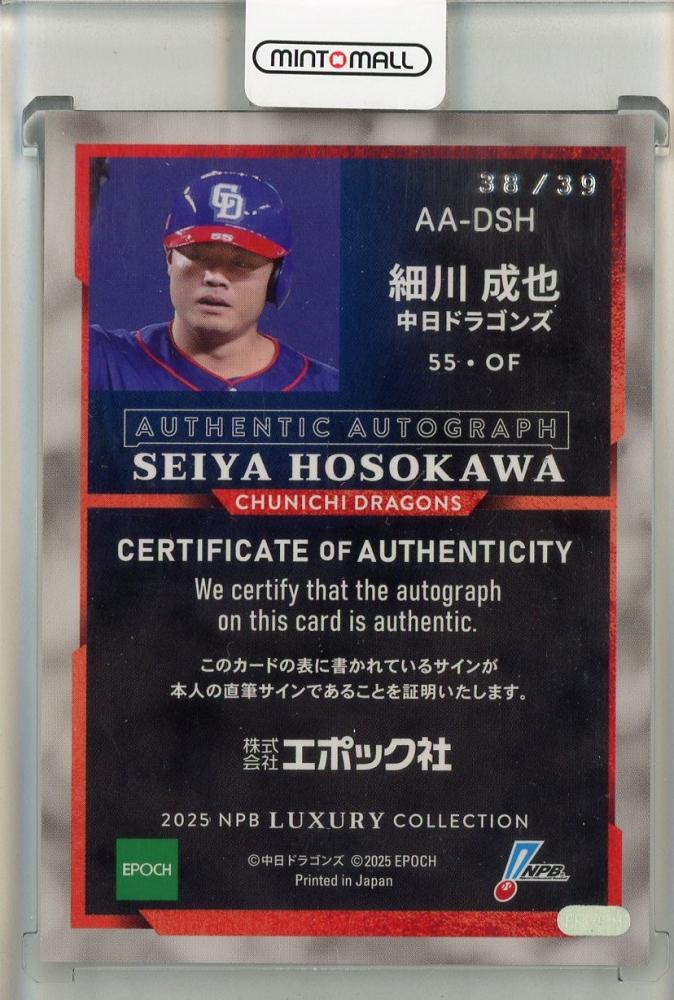 MINTOMALL
38/39
AA-DSH
細川 成也
中日ドラゴンズ
55・OF
CD
55
AUTHENTIC AUTOGRAPH
SEIYA HOSOKAWA
CHUNICHI DRAGONS
CERTIFICATE OF AUTHENTICITY
We certify that the autograph
on this card is authentic.
このカードの表に書かれているサインが
本人の直筆サインであることを証明いたします。
株式会社エポック社
2025 NPB LUXURY COLLECTION
EPOCH
©中日ドラゴンズ ©2025 EPOCH
Printed in Japan
NPB